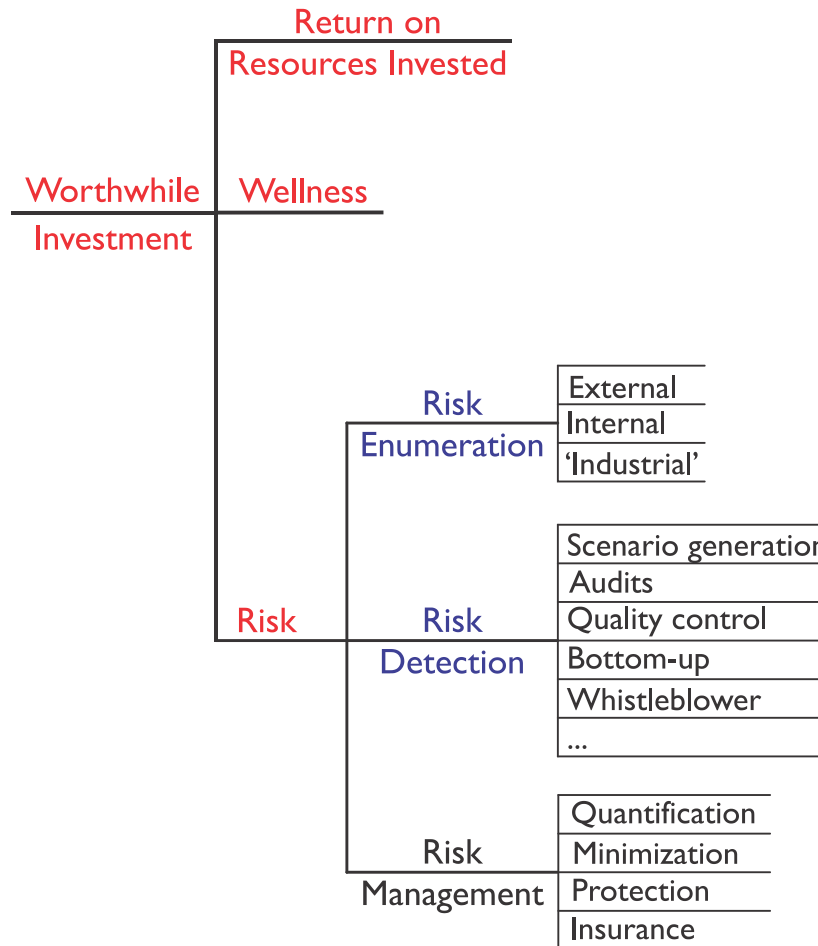 Return on
Resources Invested
Worthwhile
Investment
Wellness
Risk
Risk
Enumeration
External
Internal
‘Industrial’
Risk
Detection
Scenario generation
Audits
Quality control
Bottom-up
Whistleblower
...
Risk
Management
Quantification
Minimization
Protection
Insurance